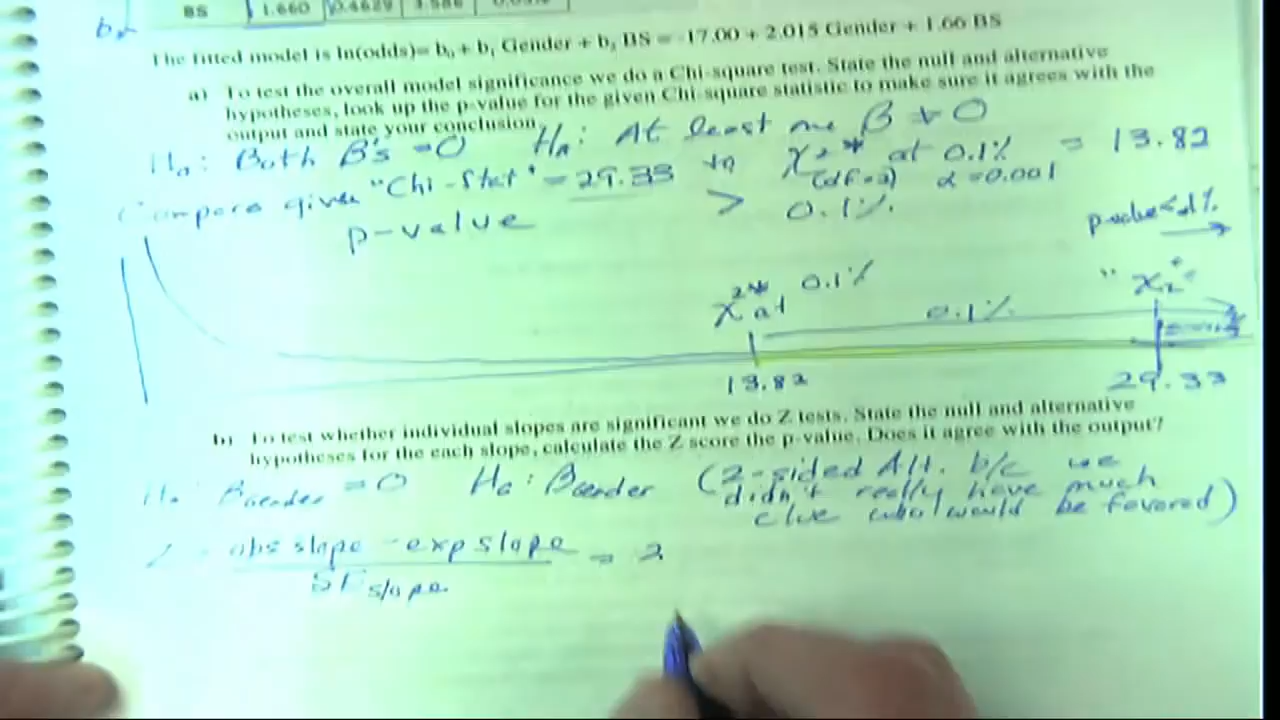 BS 1.660 0.4629 3.586
b₂
The fitted model is ln(odds)= b₀ + b₁ Gender + b₂ BS = -17.00 + 2.015 Gender + 1.66 BS
a) To test the overall model significance we do a Chi-square test. State the null and alternative
hypotheses, look up the p-value for the given Chi-square statistic to make sure it agrees with the
output and state your conclusion.
H₀: Both B's = 0 Hₐ: At least one β ≠ 0
Compare given "Chi-Stat" = 29.33 to χ₂²* at 0.1% = 13.82
(df=2) α=0.001
p-value > 0.1%
p-value < .1%
χ²* at 0.1%
0.1%
13.82 29.33
b) To test whether individual slopes are significant we do Z tests. State the null and alternative
hypotheses for the each slope, calculate the Z score the p-value. Does it agree with the output?
H₀: Bgender = 0 Hₐ: Bgender (2-sided Alt. b/c we
didn't really have much
clue who would be favored)
Z = obs slope - exp slope = 2
SE slope